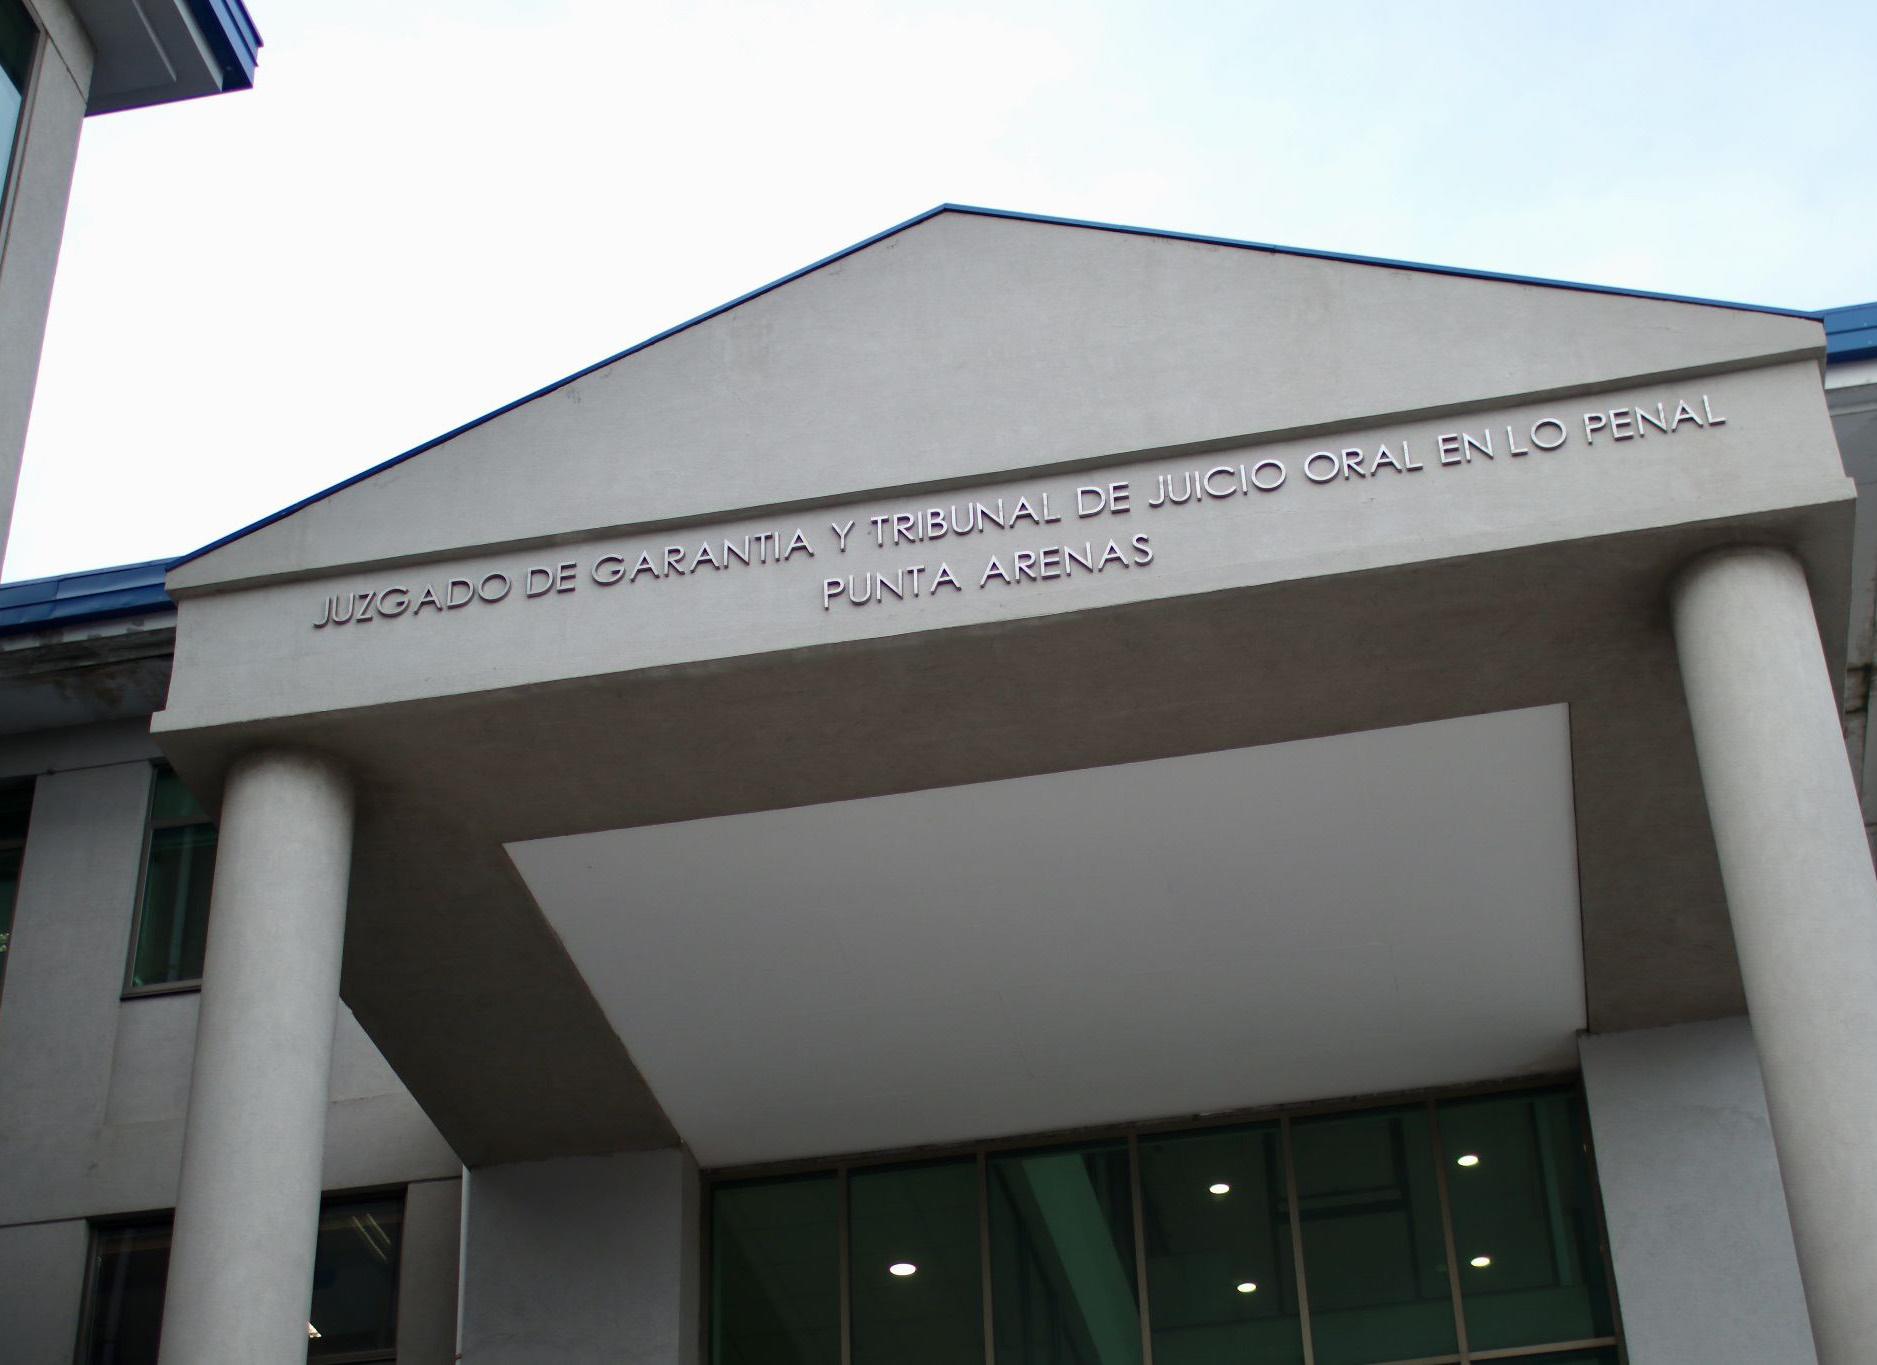 JUZGADO DE GARANTIA Y TRIBUNAL DE JUICIO ORAL EN LO PENAL
PUNTA ARENAS